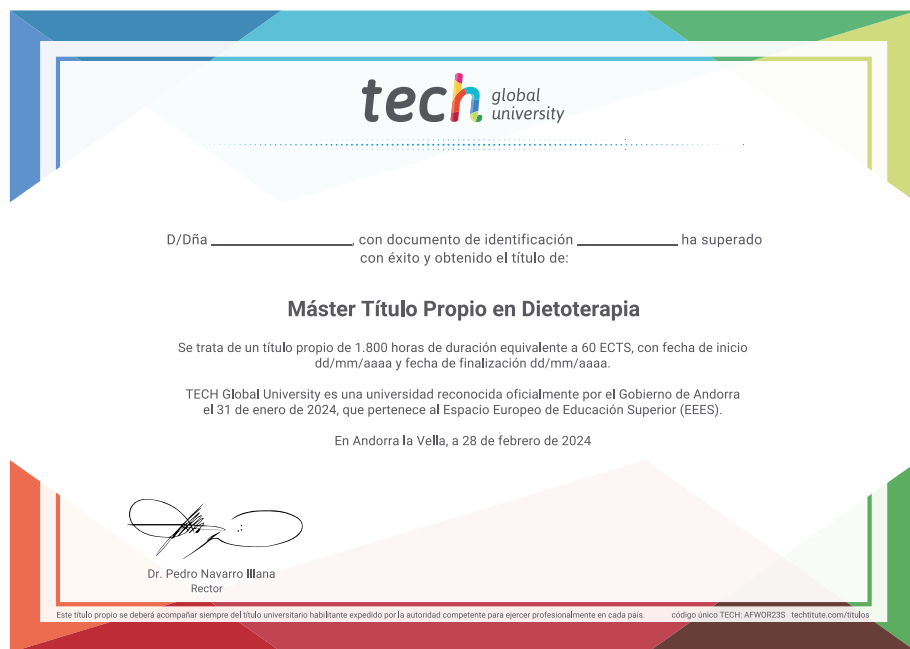 tech global
university
D/Dña ______________, con documento de identificación __________ ha superado
con éxito y obtenido el título de:
Máster Título Propio en Dietoterapia
Se trata de un título propio de 1.800 horas de duración equivalente a 60 ECTS, con fecha de inicio
dd/mm/aaaa y fecha de finalización dd/mm/aaaa.
TECH Global University es una universidad reconocida oficialmente por el Gobierno de Andorra
el 31 de enero de 2024, que pertenece al Espacio Europeo de Educación Superior (EEES).
En Andorra la Vella, a 28 de febrero de 2024
Dr. Pedro Navarro Illana
Rector
Este título propio se deberá acompañar siempre del título universitario habilitante expedido por la autoridad competente para ejercer profesionalmente en cada país. código único TECH: AFWOR23S techtitute.com/titulos